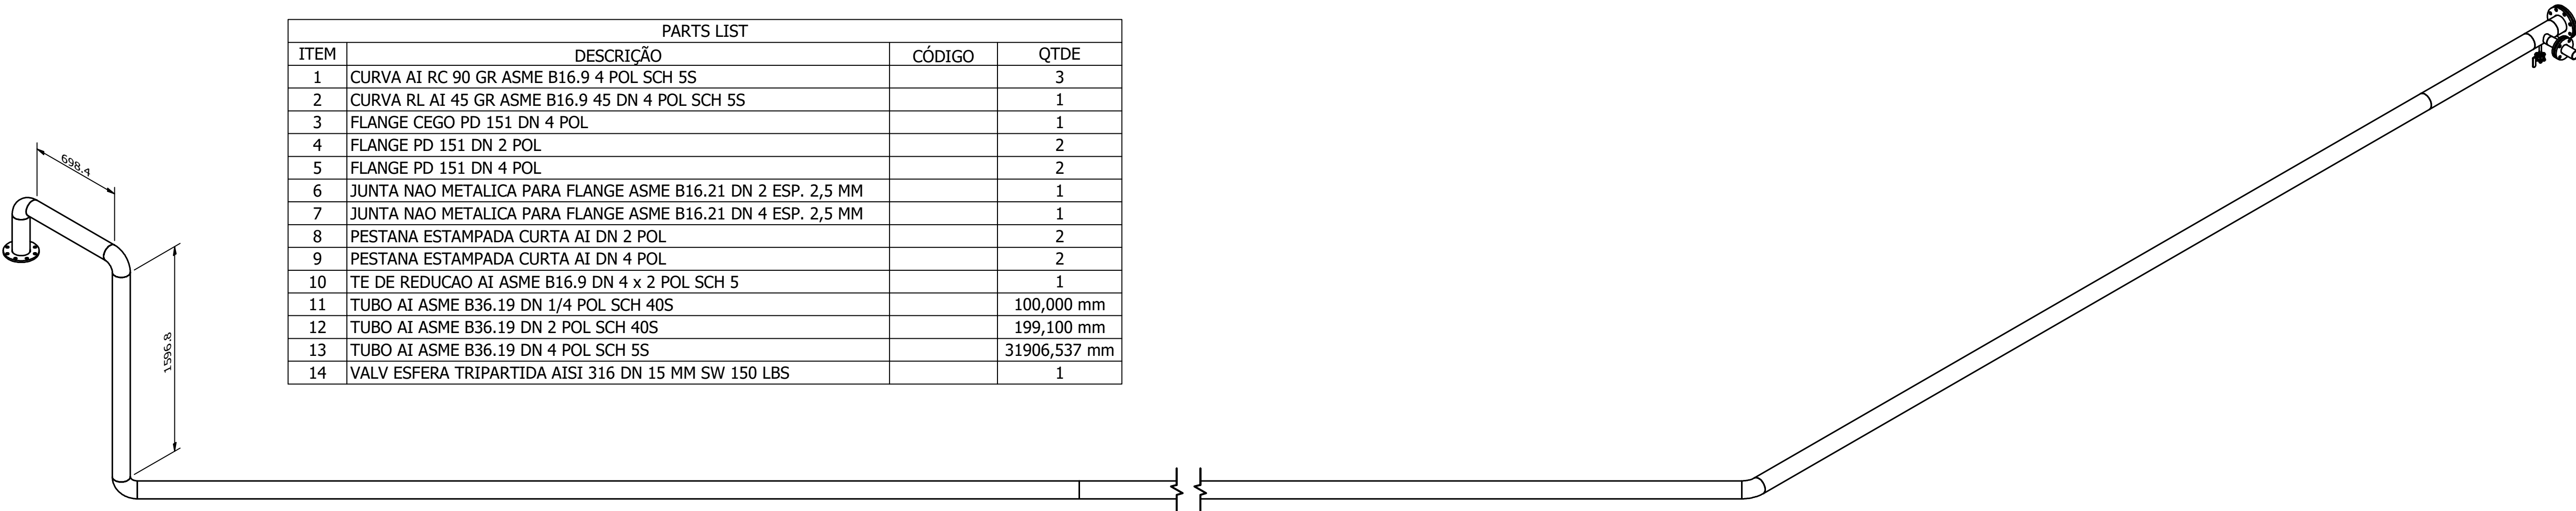 PARTS LIST
ITEM DESCRIÇÃO CÓDIGO QTDE
1 CURVA AI RC 90 GR ASME B16.9 4 POL SCH 5S 3
2 CURVA RL AI 45 GR ASME B16.9 45 DN 4 POL SCH 5S 1
3 FLANGE CEGO PD 151 DN 4 POL 1
4 FLANGE PD 151 DN 2 POL 2
5 FLANGE PD 151 DN 4 POL 2
6 JUNTA NAO METALICA PARA FLANGE ASME B16.21 DN 2 ESP. 2,5 MM 1
7 JUNTA NAO METALICA PARA FLANGE ASME B16.21 DN 4 ESP. 2,5 MM 1
8 PESTANA ESTAMPADA CURTA AI DN 2 POL 2
9 PESTANA ESTAMPADA CURTA AI DN 4 POL 2
10 TE DE REDUCAO AI ASME B16.9 DN 4 x 2 POL SCH 5 1
11 TUBO AI ASME B36.19 DN 1/4 POL SCH 40S 100,000 mm
12 TUBO AI ASME B36.19 DN 2 POL SCH 40S 199,100 mm
13 TUBO AI ASME B36.19 DN 4 POL SCH 5S 31906,537 mm
14 VALV ESFERA TRIPARTIDA AISI 316 DN 15 MM SW 150 LBS 1
698.4
1596.8